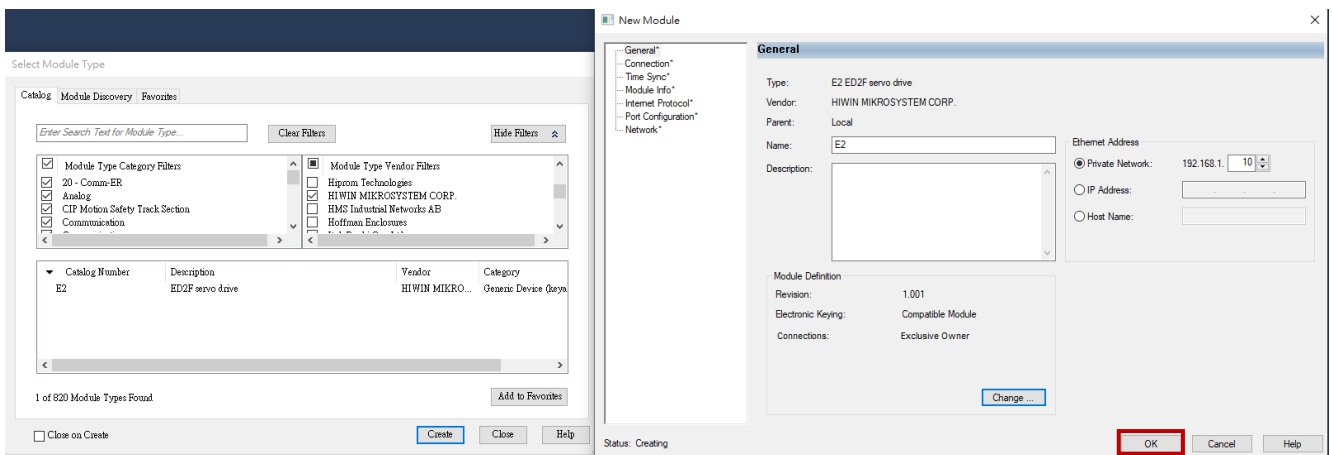 Select Module Type
Catalog Module Discovery Favorites
Enter Search Text for Module Type...
Clear Filters
Hide Filters
Module Type Category Filters
20 - Comm-ER
Analog
CIP Motion Safety Track Section
Communication
Module Type Vendor Filters
Hiprom Technologies
HIWIN MIKROSYSTEM CORP.
HMS Industrial Networks AB
Hoffman Enclosures
Catalog Number Description Vendor Category
E2 ED2F servo drive HIWIN MIKRO... Generic Device (keya
1 of 820 Module Types Found
Add to Favorites
Close on Create
Create Close Help
New Module
General*
Connection*
Time Sync*
Module Info*
Internet Protocol*
Port Configuration*
Network*
General
Type: E2 ED2F servo drive
Vendor: HIWIN MIKROSYSTEM CORP.
Parent: Local
Name: E2
Description:
Ethernet Address
Private Network: 192.168.1. 10
IP Address: . . .
Host Name:
Module Definition
Revision: 1.001
Electronic Keying: Compatible Module
Connections: Exclusive Owner
Change ...
Status: Creating
OK Cancel Help